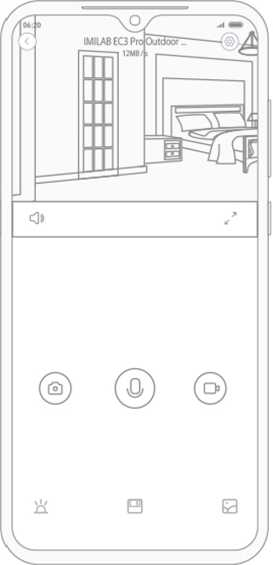 06:20
IMILAB EC3 Pro Outdoor ...
12MB/s